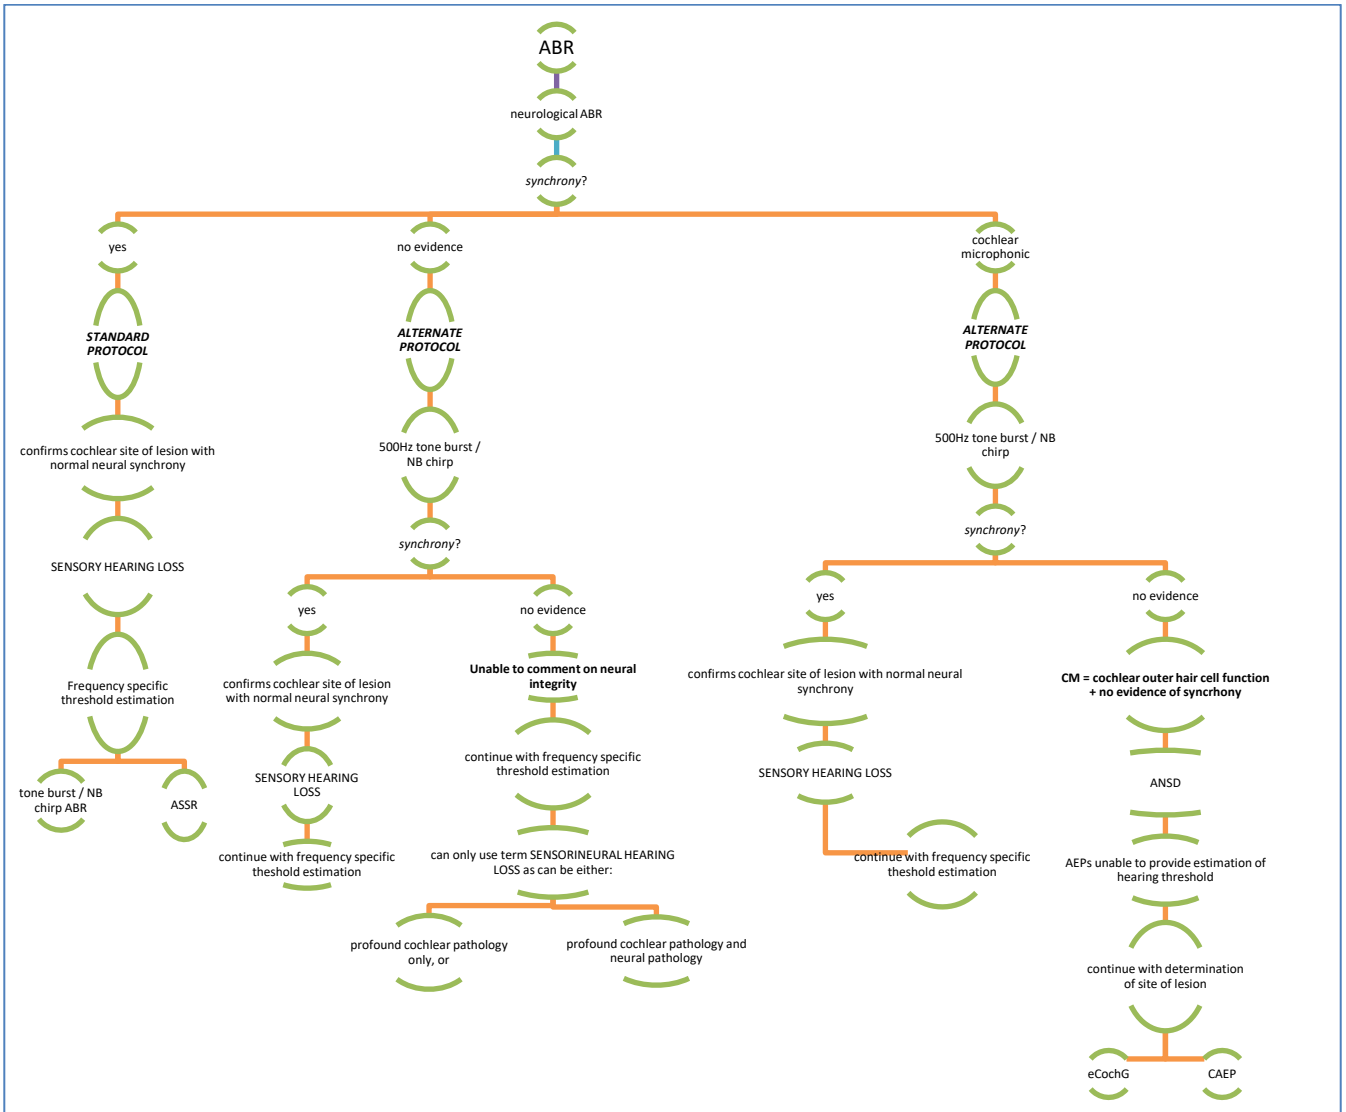 ABR
neurological ABR
synchrony?
yes
no evidence
cochlear
microphonic
STANDARD
PROTOCOL
ALTERNATE
PROTOCOL
ALTERNATE
PROTOCOL
confirms cochlear site of lesion with
normal neural synchrony
500Hz tone burst /
NB chirp
500Hz tone burst / NB
chirp
SENSORY HEARING LOSS
synchrony?
synchrony?
yes
no evidence
yes
no evidence
Frequency specific
threshold estimation
confirms cochlear site of lesion
with normal neural synchrony
Unable to comment on neural
integrity
confirms cochlear site of lesion with normal neural
synchrony
CM = cochlear outer hair cell function
+ no evidence of syncrhony
tone burst / NB
chirp ABR
ASSR
SENSORY HEARING
LOSS
continue with frequency specific
threshold estimation
SENSORY HEARING LOSS
ANSD
continue with frequency specific
theshold estimation
can only use term SENSORINEURAL HEARING
LOSS as can be either:
continue with frequency specific
theshold estimation
AEPs unable to provide estimation of
hearing threshold
profound cochlear pathology
only, or
profound cochlear pathology and
neural pathology
continue with determination
of site of lesion
eCochG
CAEP